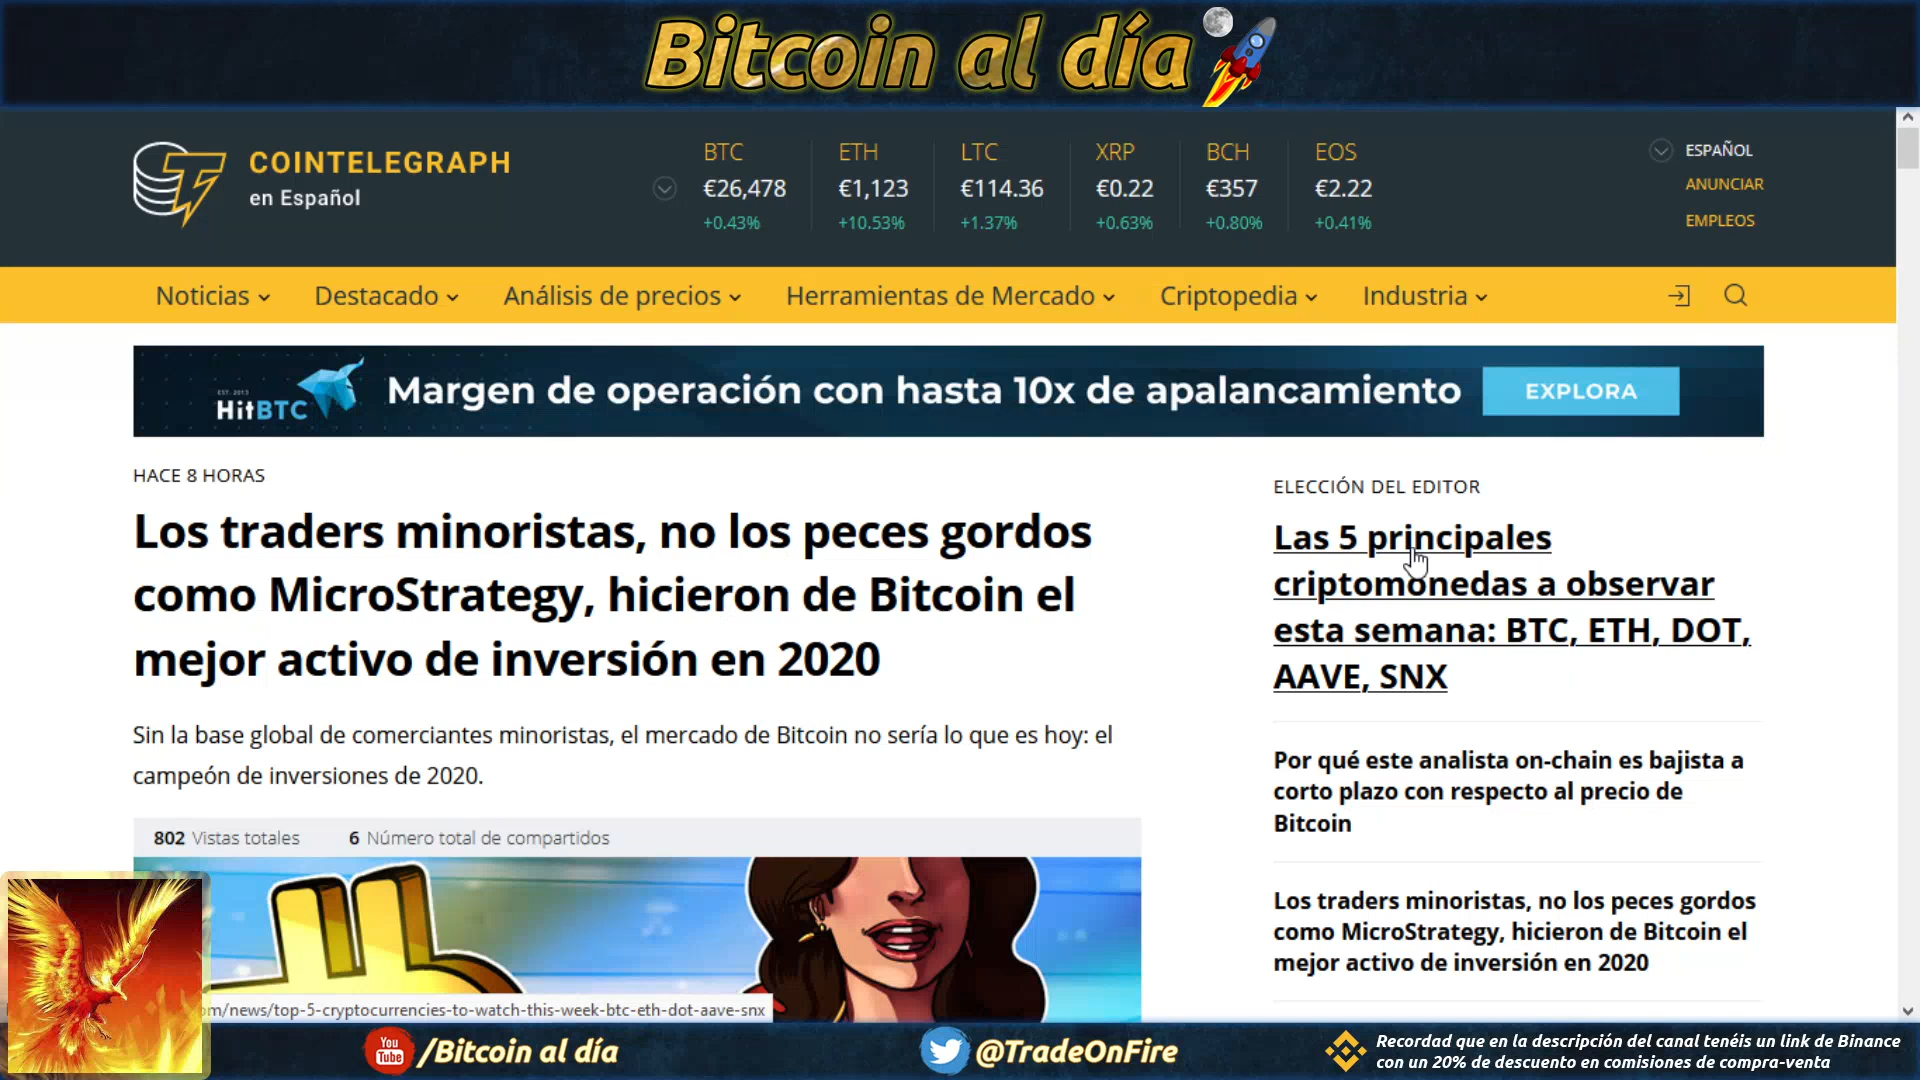 Bitcoin al día
COINTELEGRAPH
en Español
BTC
€26,478
+0.43%
ETH
€1,123
+10.53%
LTC
€114.36
+1.37%
XRP
€0.22
+0.63%
BCH
€357
+0.80%
EOS
€2.22
+0.41%
ESPAÑOL
ANUNCIAR
EMPLEOS
Noticias
Destacado
Análisis de precios
Herramientas de Mercado
Criptopedia
Industria
EST. 2013
HitBTC
Margen de operación con hasta 10x de apalancamiento
EXPLORA
HACE 8 HORAS
Los traders minoristas, no los peces gordos
como MicroStrategy, hicieron de Bitcoin el
mejor activo de inversión en 2020
Sin la base global de comerciantes minoristas, el mercado de Bitcoin no sería lo que es hoy: el
campeón de inversiones de 2020.
802 Vistas totales
6 Número total de compartidos
ELECCIÓN DEL EDITOR
Las 5 principales
criptomonedas a observar
esta semana: BTC, ETH, DOT,
AAVE, SNX
Por qué este analista on-chain es bajista a
corto plazo con respecto al precio de
Bitcoin
Los traders minoristas, no los peces gordos
como MicroStrategy, hicieron de Bitcoin el
mejor activo de inversión en 2020
om/news/top-5-cryptocurrencies-to-watch-this-week-btc-eth-dot-aave-snx
You
Tube
/Bitcoin al día
@TradeOnFire
Recordad que en la descripción del canal tenéis un link de Binance
con un 20% de descuento en comisiones de compra-venta